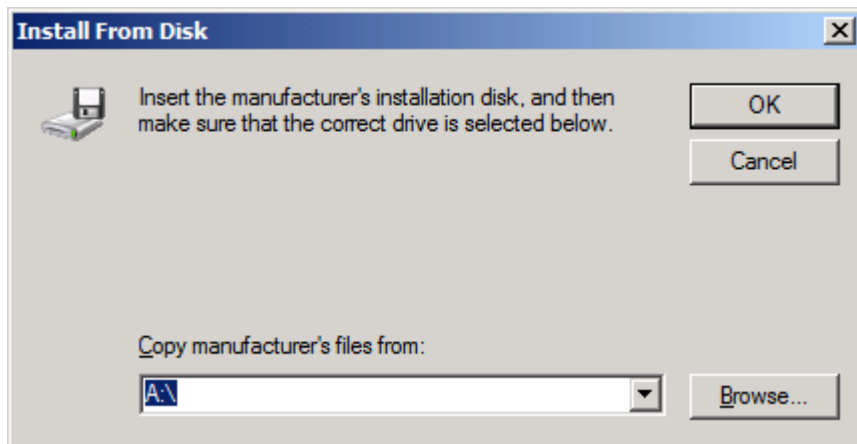 Install From Disk
Insert the manufacturer's installation disk, and then
make sure that the correct drive is selected below.
OK
Cancel
Copy manufacturer's files from:
A:\
Browse...